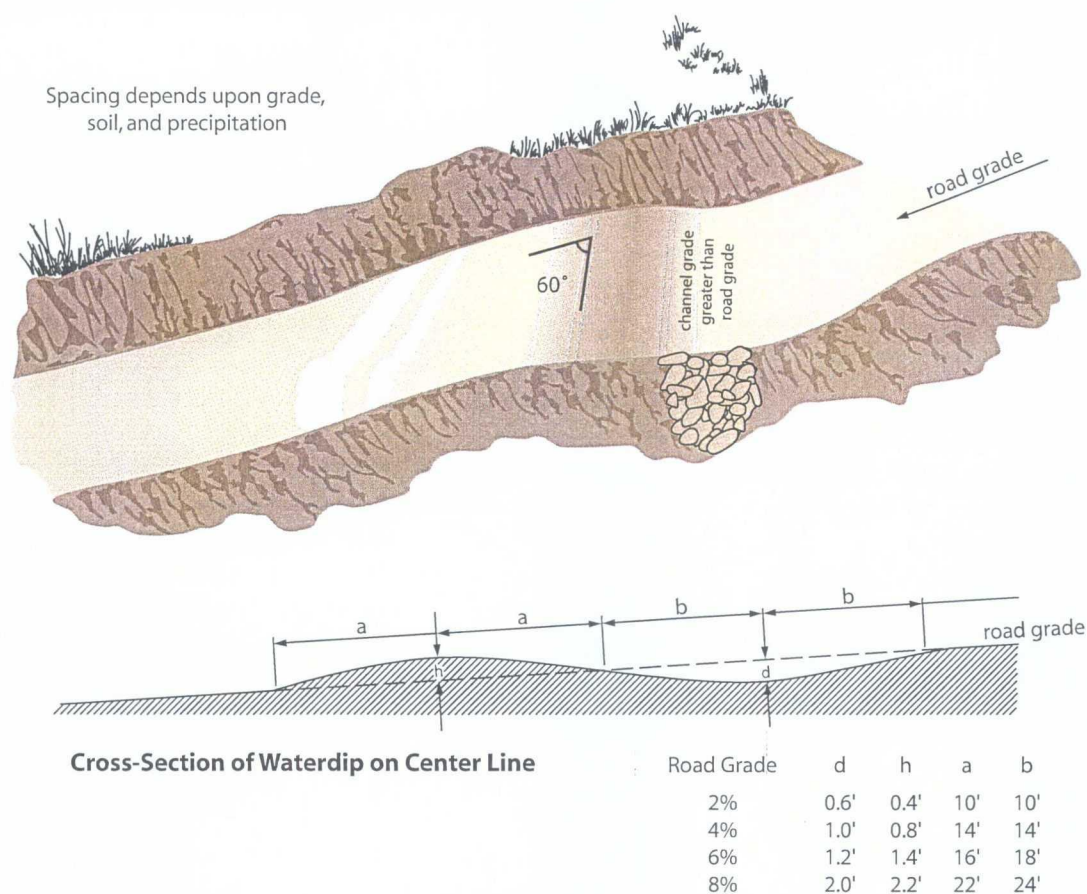 Spacing depends upon grade,
soil, and precipitation
road grade
60°
channel grade
greater than
road grade
a
a
b
b
road grade
h
d
Cross-Section of Waterdip on Center Line
Road Grade d h a b
2% 0.6' 0.4' 10' 10'
4% 1.0' 0.8' 14' 14'
6% 1.2' 1.4' 16' 18'
8% 2.0' 2.2' 22' 24'